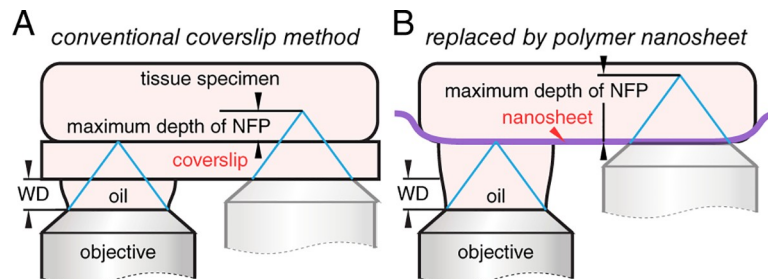 A conventional coverslip method
tissue specimen
maximum depth of NFP
coverslip
WD
oil
objective
B replaced by polymer nanosheet
maximum depth of NFP
nanosheet
WD
oil
objective